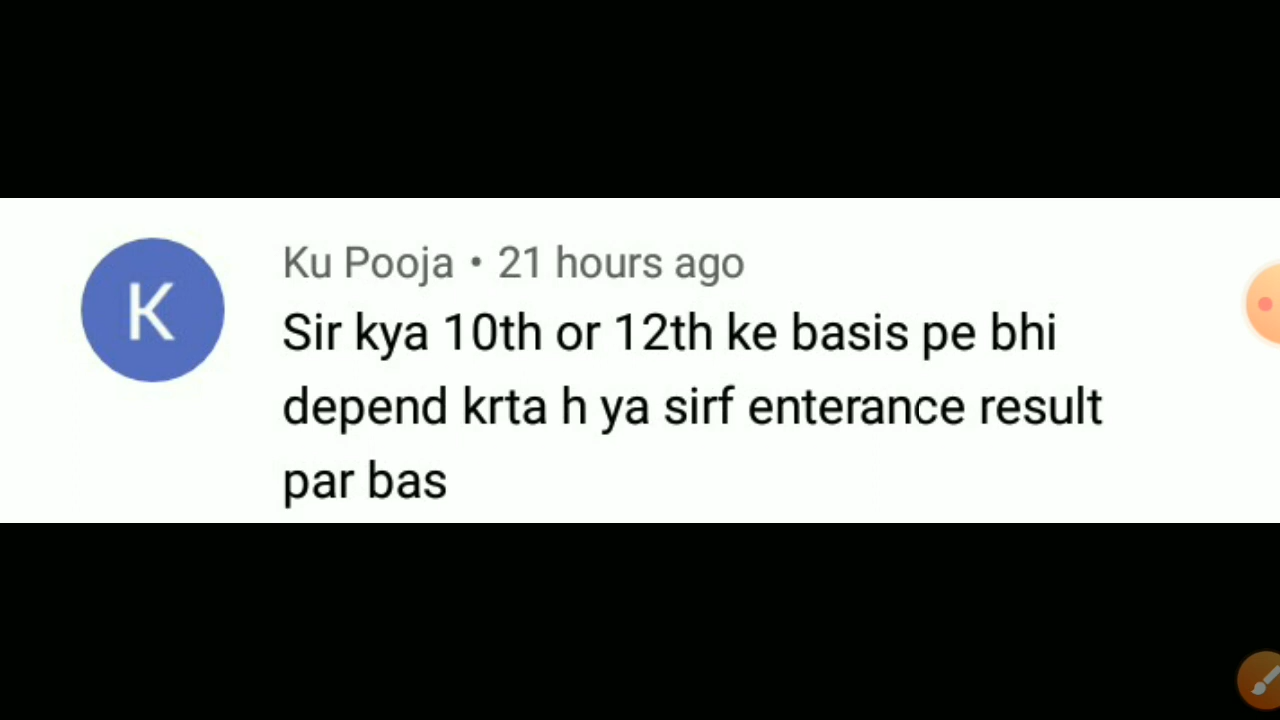 K
Ku Pooja • 21 hours ago
Sir kya 10th or 12th ke basis pe bhi
depend krta h ya sirf enterance result
par bas